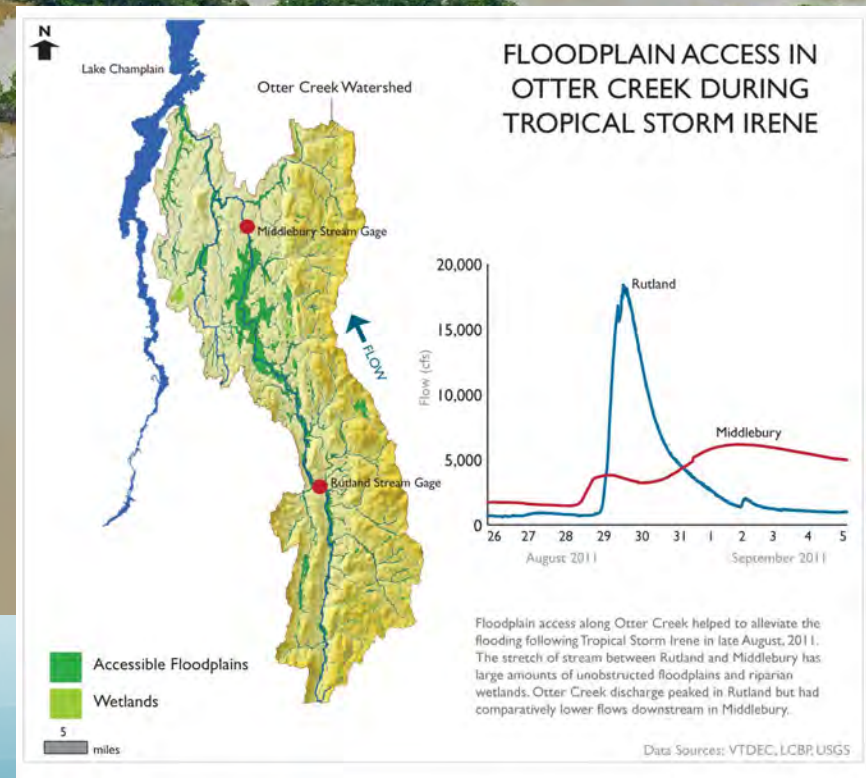 N
Lake Champlain
Otter Creek Watershed
FLOODPLAIN ACCESS IN
OTTER CREEK DURING
TROPICAL STORM IRENE
Middlebury Stream Gage
FLOW
Rutland Stream Gage
20,000
15,000
10,000
5,000
0
Flow (cfs)
Rutland
Middlebury
26 27 28 29 30 31 1 2 3 4 5
August 2011 September 2011
Floodplain access along Otter Creek helped to alleviate the
flooding following Tropical Storm Irene in late August, 2011.
The stretch of stream between Rutland and Middlebury has
large amounts of unobstructed floodplains and riparian
wetlands. Otter Creek discharge peaked in Rutland but had
comparatively lower flows downstream in Middlebury.
Accessible Floodplains
Wetlands
5
miles
Data Sources: VTDEC, LCBP, USGS